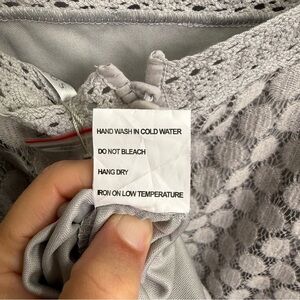 HAND WASH IN COLD WATER
DO NOT BLEACH
HANG DRY
IRON ON LOW TEMPERATURE